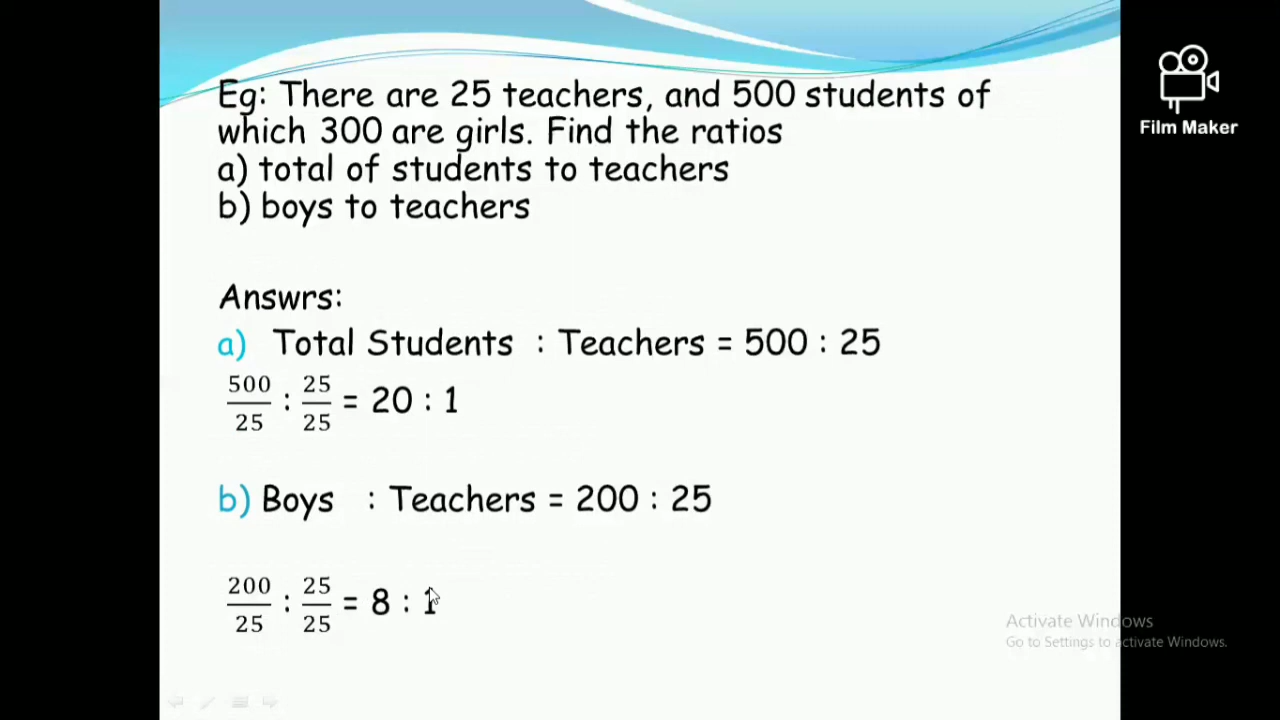 Eg: There are 25 teachers, and 500 students of
which 300 are girls. Find the ratios
a) total of students to teachers
b) boys to teachers
Answrs:
a) Total Students : Teachers = 500 : 25
500/25 : 25/25 = 20 : 1
b) Boys : Teachers = 200 : 25
200/25 : 25/25 = 8 : 1
Film Maker
Activate Windows
Go to Settings to activate Windows.